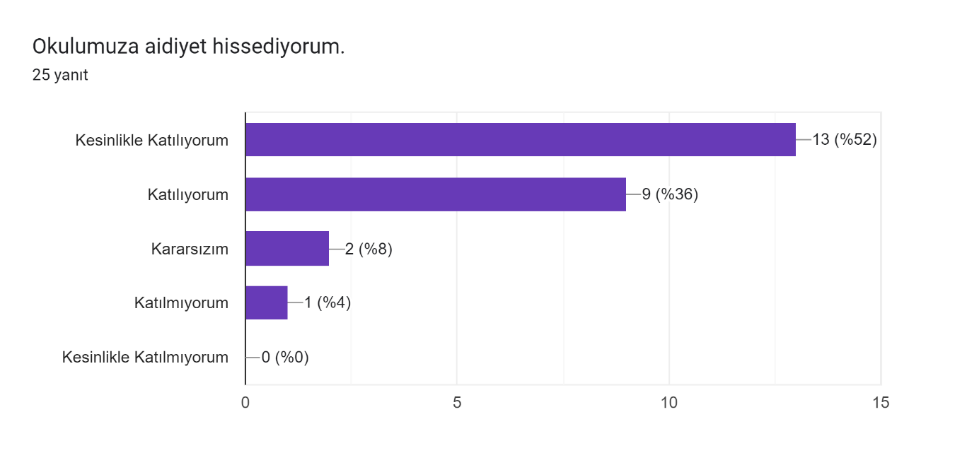 Okulumuza aidiyet hissediyorum.
25 yanıt
Kesinlikle Katılıyorum 13 (%52)
Katılıyorum 9 (%36)
Kararsızım 2 (%8)
Katılmıyorum 1 (%4)
Kesinlikle Katılmıyorum 0 (%0)
0 5 10 15